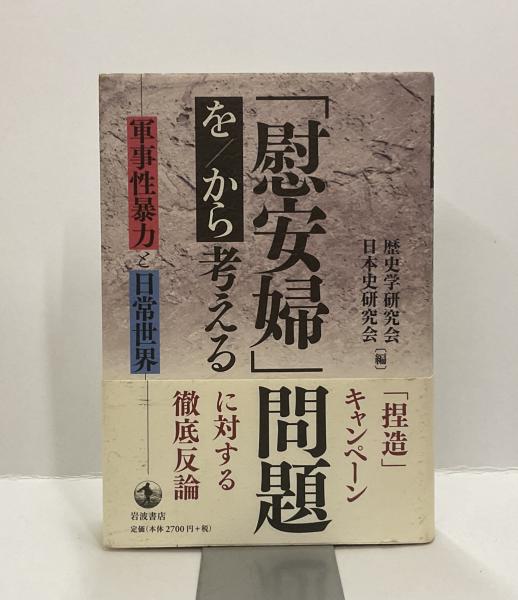 歴史学研究会
日本史研究会
〔編〕
「慰安婦」問題
を/から考える
軍事性暴力と日常世界
「捏造」
キャンペーン
に対する
徹底反論
岩波書店
定価(本体2700円+税)